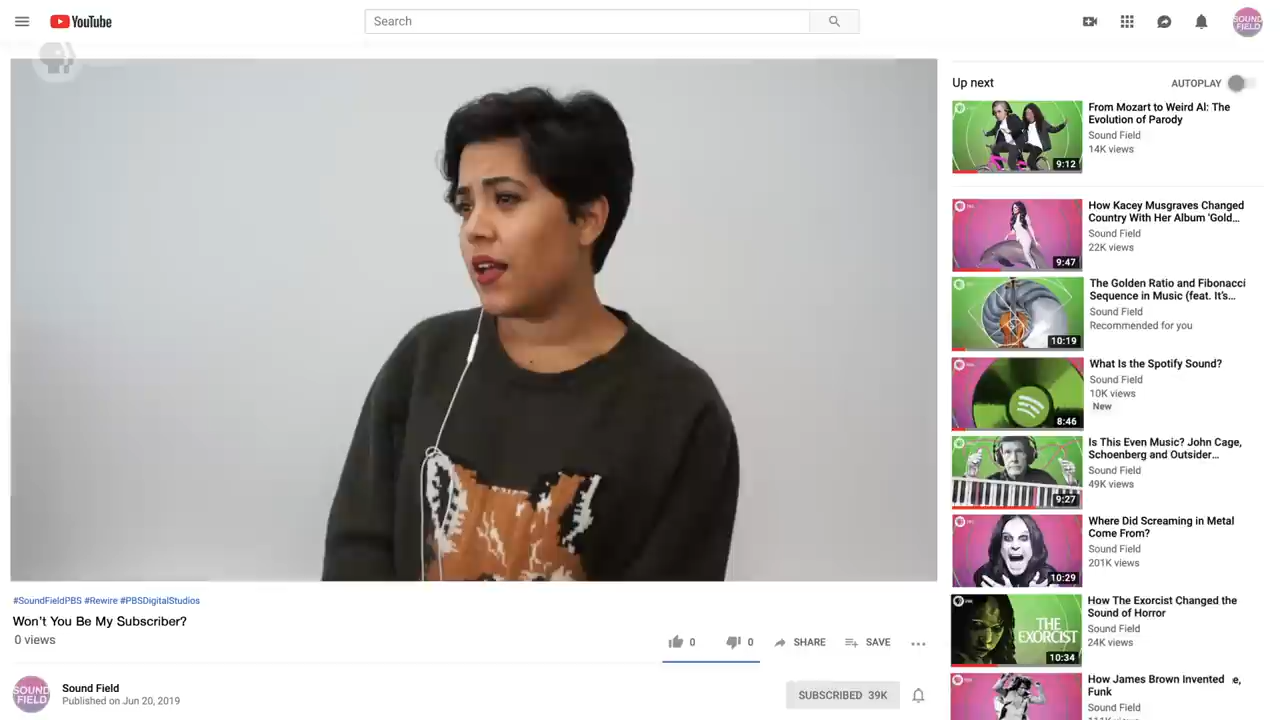 YouTube
Search
SOUND
FIELD
Up next
AUTOPLAY
From Mozart to Weird Al: The
Evolution of Parody
Sound Field
14K views
9:12
How Kacey Musgraves Changed
Country With Her Album 'Gold...
Sound Field
22K views
9:47
The Golden Ratio and Fibonacci
Sequence in Music (feat. It's...
Sound Field
Recommended for you
10:19
What Is the Spotify Sound?
Sound Field
10K views
New
8:46
Is This Even Music? John Cage,
Schoenberg and Outsider...
Sound Field
49K views
9:27
Where Did Screaming in Metal
Come From?
Sound Field
201K views
10:29
How The Exorcist Changed the
Sound of Horror
Sound Field
24K views
THE
EXORCIST
10:34
How James Brown Invented
Funk
Sound Field
#SoundFieldPBS #Rewire #PBSDigitalStudios
Won't You Be My Subscriber?
0 views
0
0
SHARE
SAVE
SOUND
FIELD
Sound Field
Published on Jun 20, 2019
SUBSCRIBED 39K